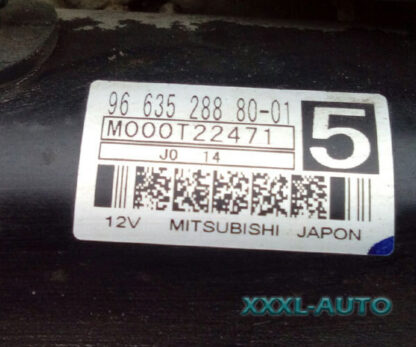 96 635 288 80-01
5
M000T22471
J0 14
12V MITSUBISHI JAPON
XXXL-AUTO